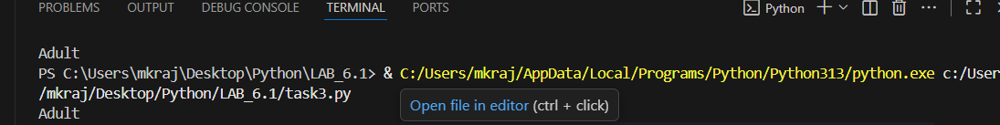 PROBLEMS OUTPUT DEBUG CONSOLE TERMINAL PORTS Python
Adult
PS C:\Users\mkraj\Desktop\Python\LAB_6.1> & C:/Users/mkraj/AppData/Local/Programs/Python/Python313/python.exe c:/User
/mkraj/Desktop/Python/LAB_6.1/task3.py
Open file in editor (ctrl + click)
Adult